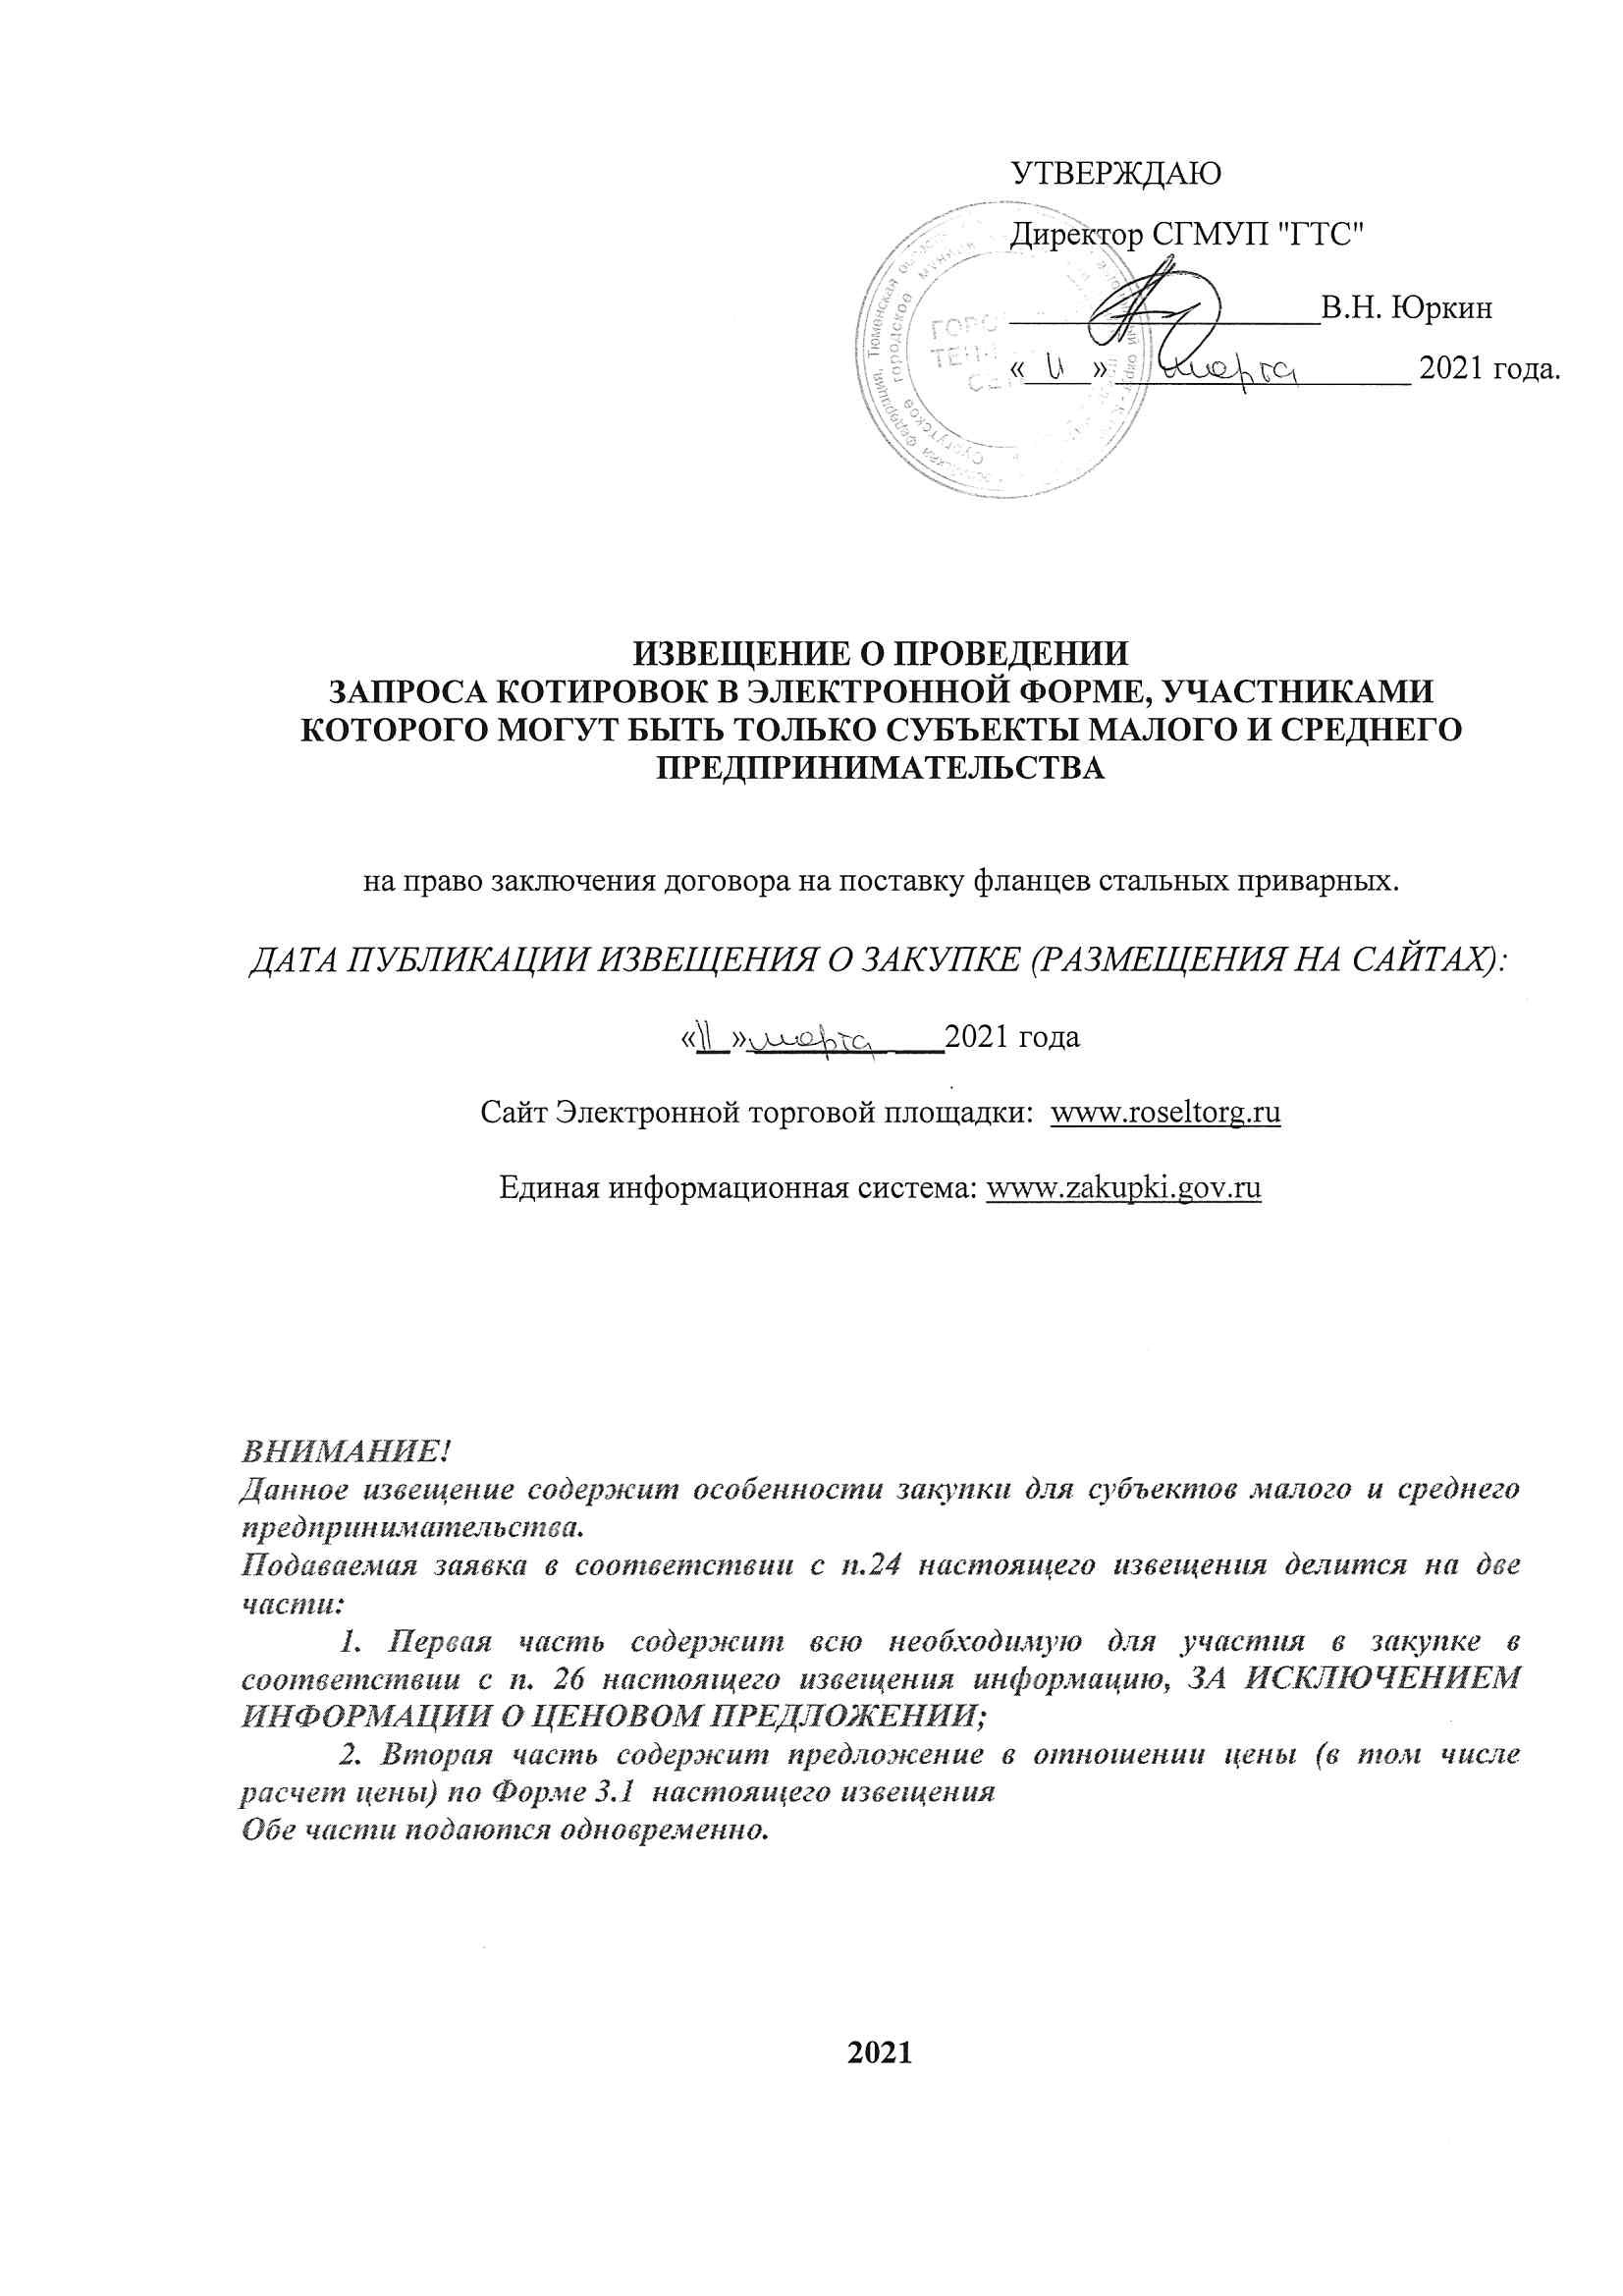 УТВЕРЖДАЮ
Директор СГМУП "ГТС"
В.Н. Юркин
« 11 » марта 2021 года.
ИЗВЕЩЕНИЕ О ПРОВЕДЕНИИ
ЗАПРОСА КОТИРОВОК В ЭЛЕКТРОННОЙ ФОРМЕ, УЧАСТНИКАМИ
КОТОРОГО МОГУТ БЫТЬ ТОЛЬКО СУБЪЕКТЫ МАЛОГО И СРЕДНЕГО
ПРЕДПРИНИМАТЕЛЬСТВА
на право заключения договора на поставку фланцев стальных приварных.
ДАТА ПУБЛИКАЦИИ ИЗВЕЩЕНИЯ О ЗАКУПКЕ (РАЗМЕЩЕНИЯ НА САЙТАХ):
«11» марта 2021 года
Сайт Электронной торговой площадки: www.roseltorg.ru
Единая информационная система: www.zakupki.gov.ru
ВНИМАНИЕ!
Данное извещение содержит особенности закупки для субъектов малого и среднего
предпринимательства.
Подаваемая заявка в соответствии с п.24 настоящего извещения делится на две
части:
1. Первая часть содержит всю необходимую для участия в закупке в
соответствии с п. 26 настоящего извещения информацию, ЗА ИСКЛЮЧЕНИЕМ
ИНФОРМАЦИИ О ЦЕНОВОМ ПРЕДЛОЖЕНИИ;
2. Вторая часть содержит предложение в отношении цены (в том числе
расчет цены) по Форме 3.1 настоящего извещения
Обе части подаются одновременно.
2021